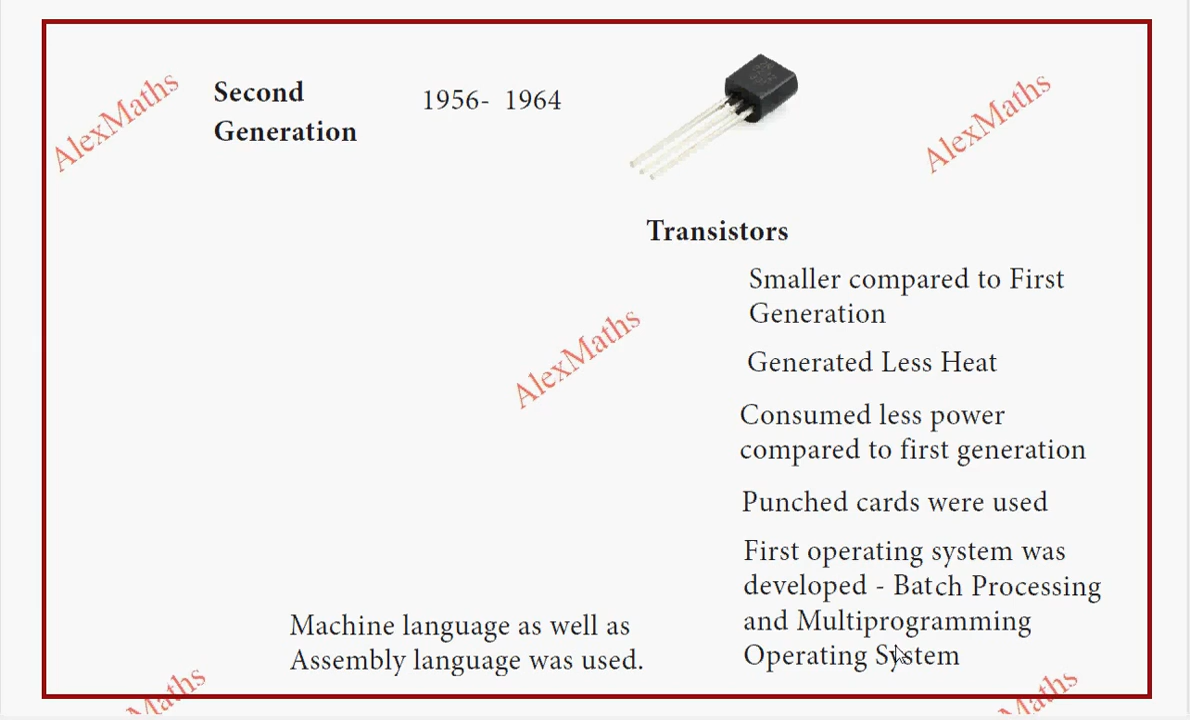 Second
Generation
1956- 1964
AlexMaths
AlexMaths
Transistors
Smaller compared to First
Generation
Generated Less Heat
AlexMaths
Consumed less power
compared to first generation
Punched cards were used
First operating system was
developed - Batch Processing
and Multiprogramming
Operating System
Machine language as well as
Assembly language was used.
Maths
Maths